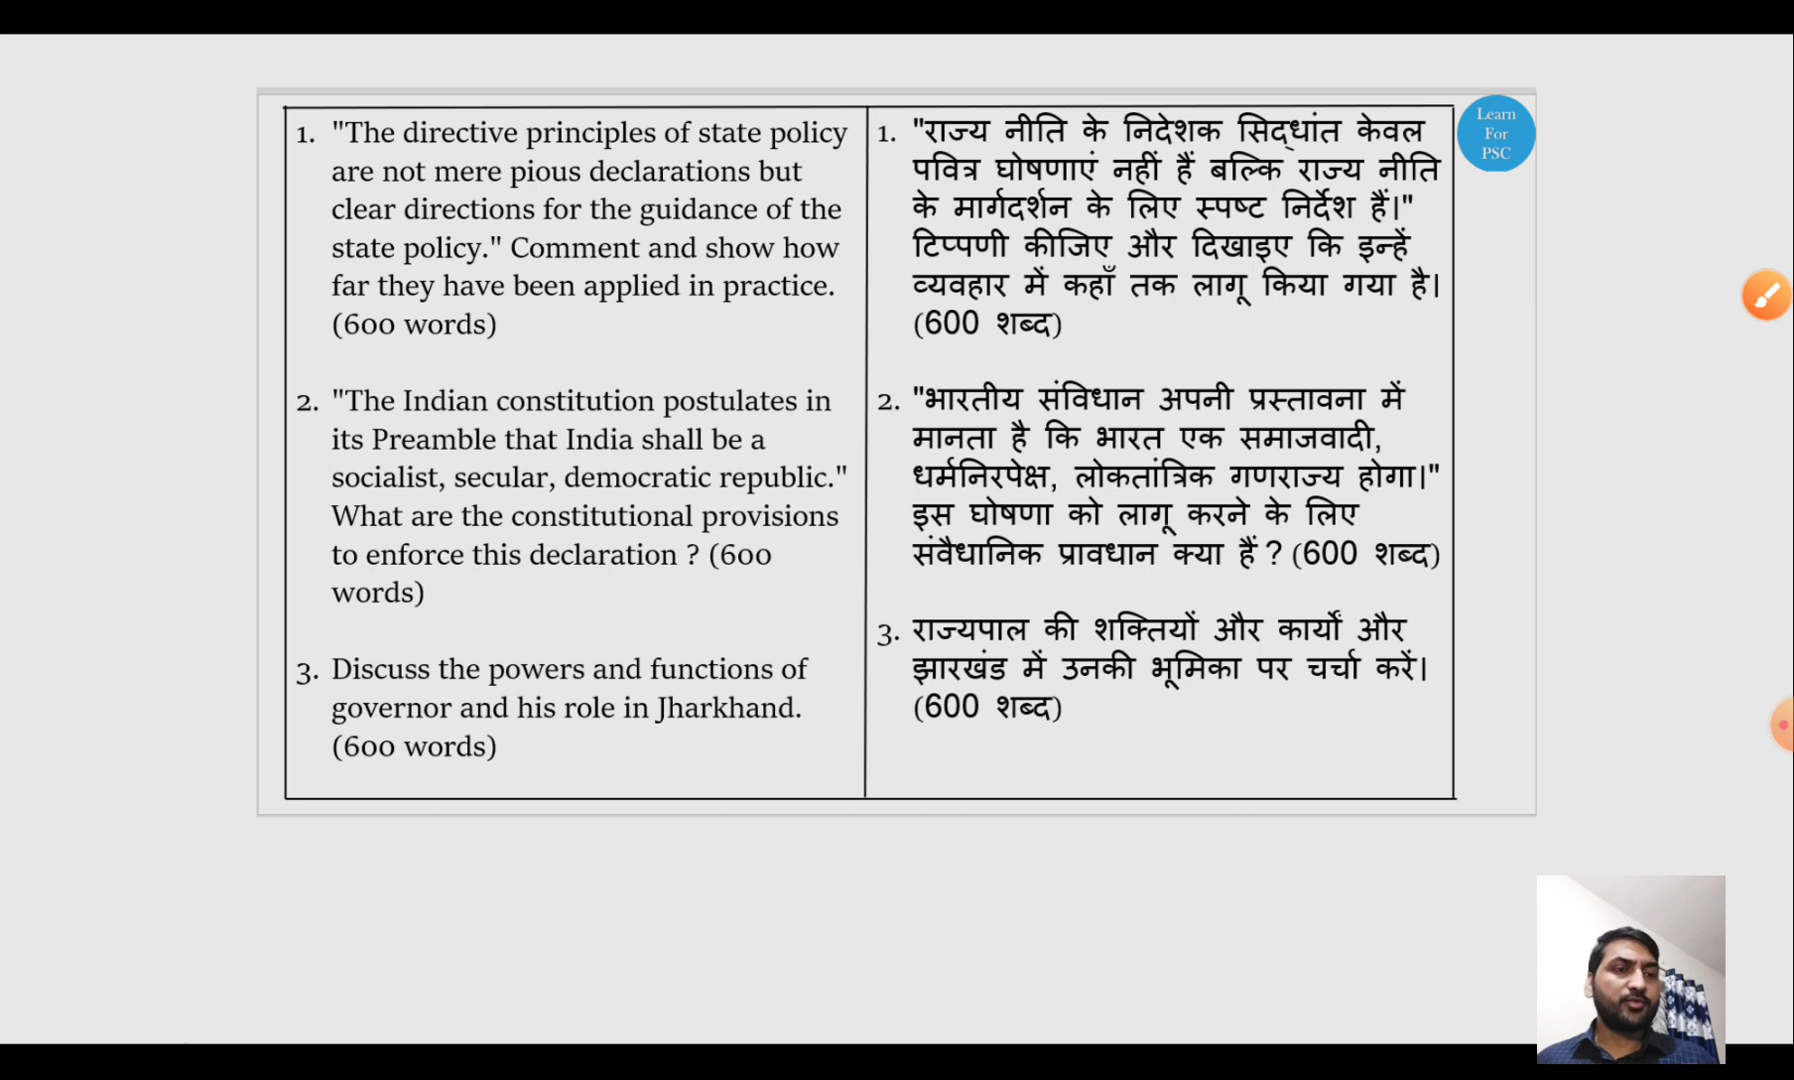 1. "The directive principles of state policy
are not mere pious declarations but
clear directions for the guidance of the
state policy." Comment and show how
far they have been applied in practice.
(600 words)
2. "The Indian constitution postulates in
its Preamble that India shall be a
socialist, secular, democratic republic."
What are the constitutional provisions
to enforce this declaration ? (600
words)
3. Discuss the powers and functions of
governor and his role in Jharkhand.
(600 words)
1. "राज्य नीति के निदेशक सिद्धांत केवल
पवित्र घोषणाएं नहीं हैं बल्कि राज्य नीति
के मार्गदर्शन के लिए स्पष्ट निर्देश हैं।"
टिप्पणी कीजिए और दिखाइए कि इन्हें
व्यवहार में कहाँ तक लागू किया गया है।
(600 शब्द)
2. "भारतीय संविधान अपनी प्रस्तावना में
मानता है कि भारत एक समाजवादी,
धर्मनिरपेक्ष, लोकतांत्रिक गणराज्य होगा।"
इस घोषणा को लागू करने के लिए
संवैधानिक प्रावधान क्या हैं ? (600 शब्द)
3. राज्यपाल की शक्तियों और कार्यों और
झारखंड में उनकी भूमिका पर चर्चा करें।
(600 शब्द)
Learn
For
PSC